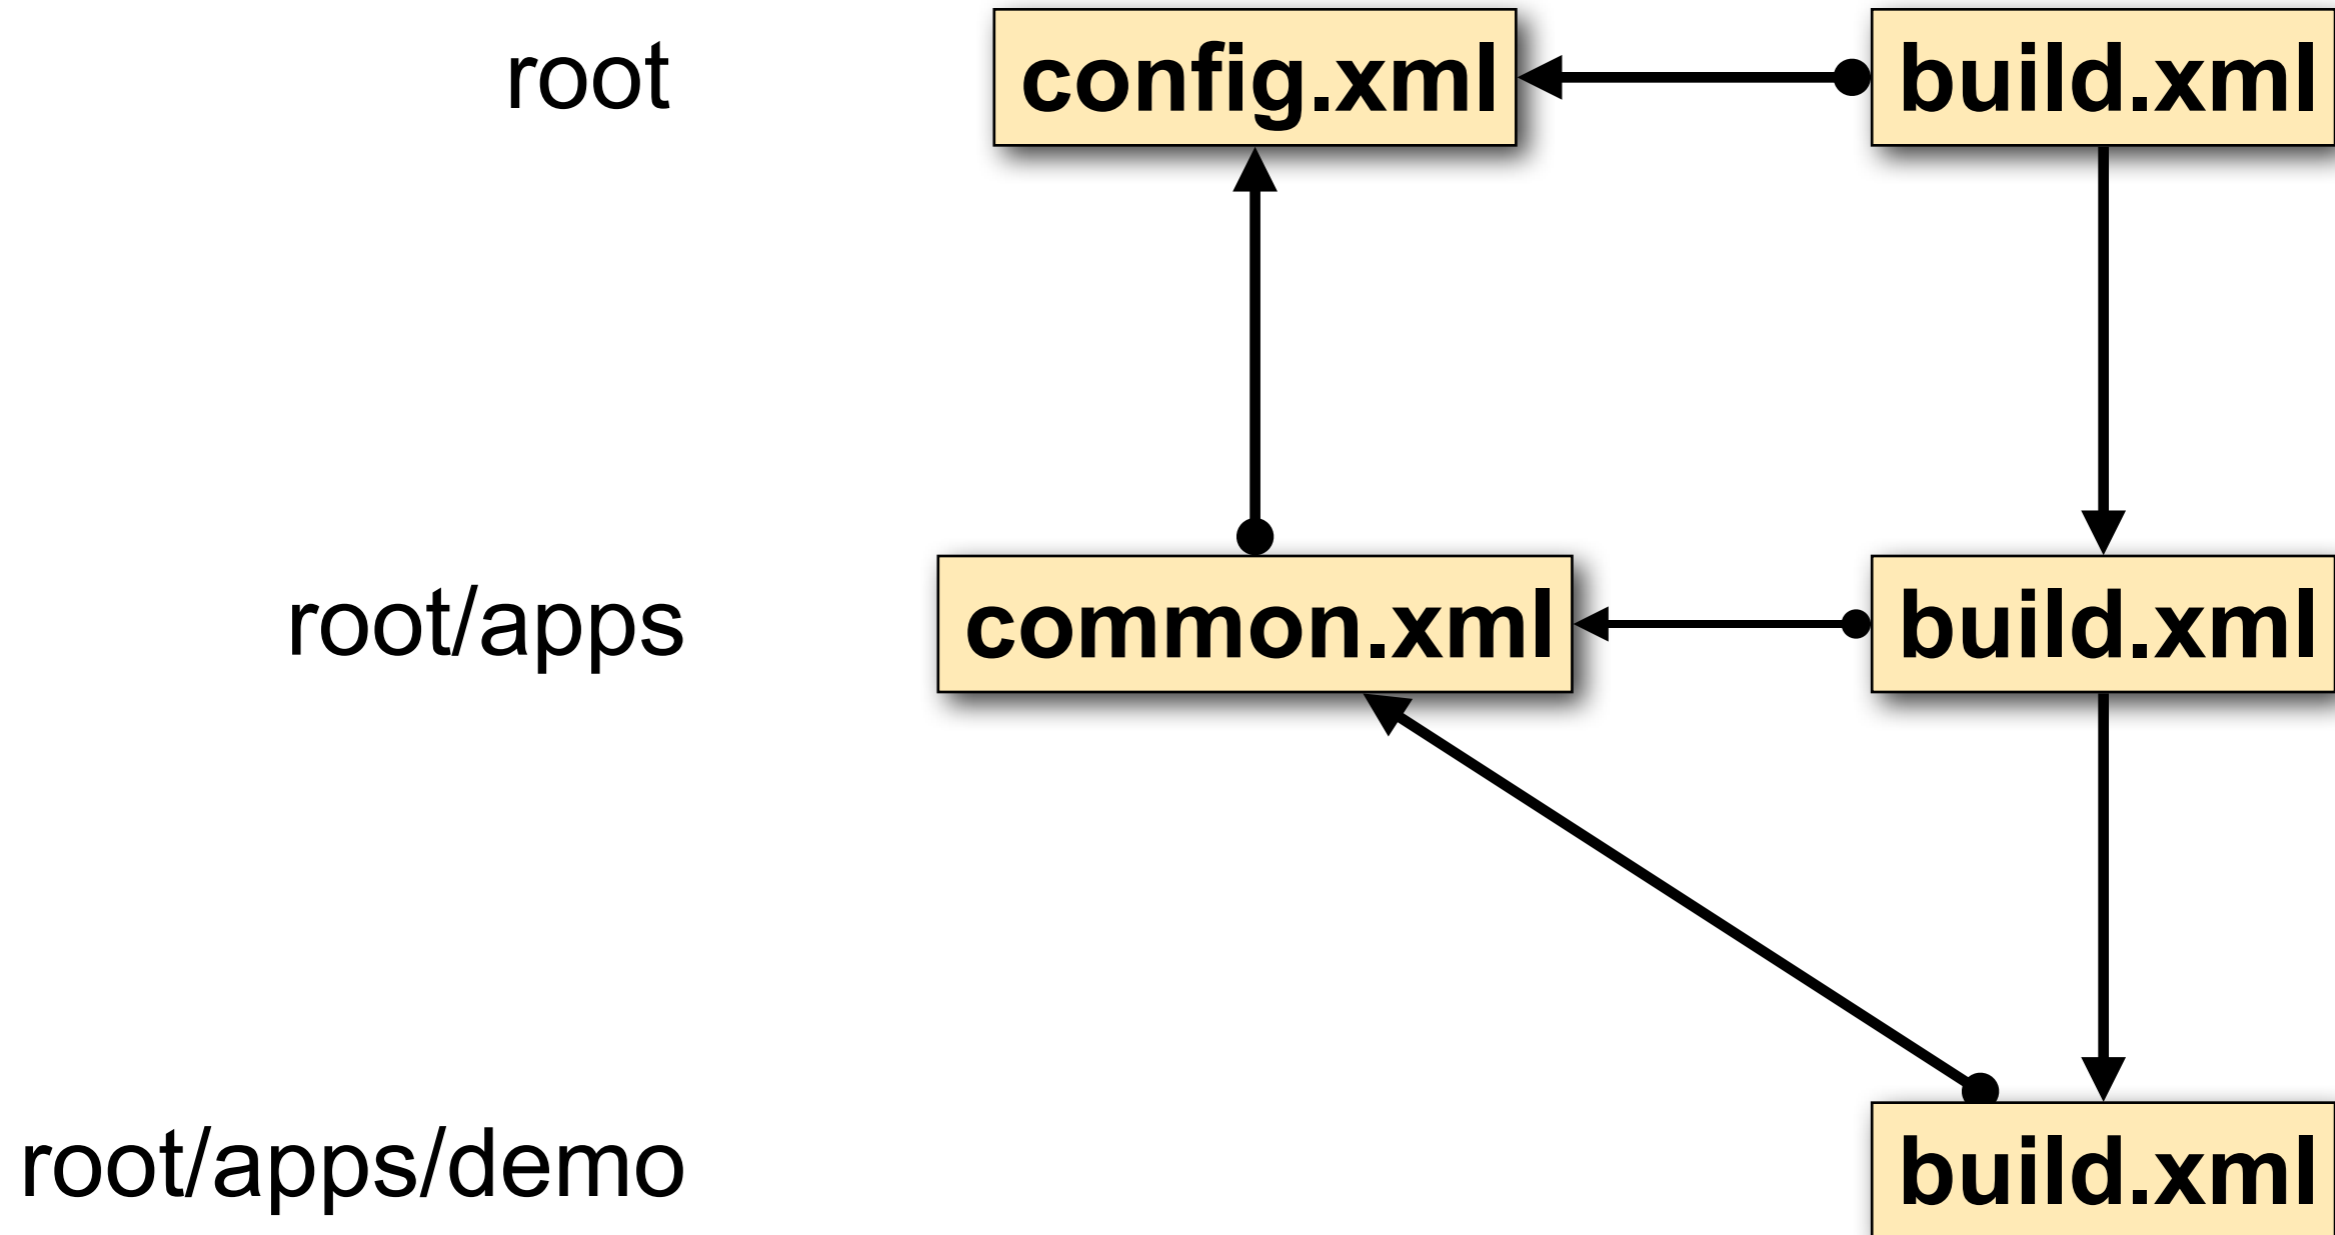 root config.xml build.xml
root/apps common.xml build.xml
root/apps/demo build.xml